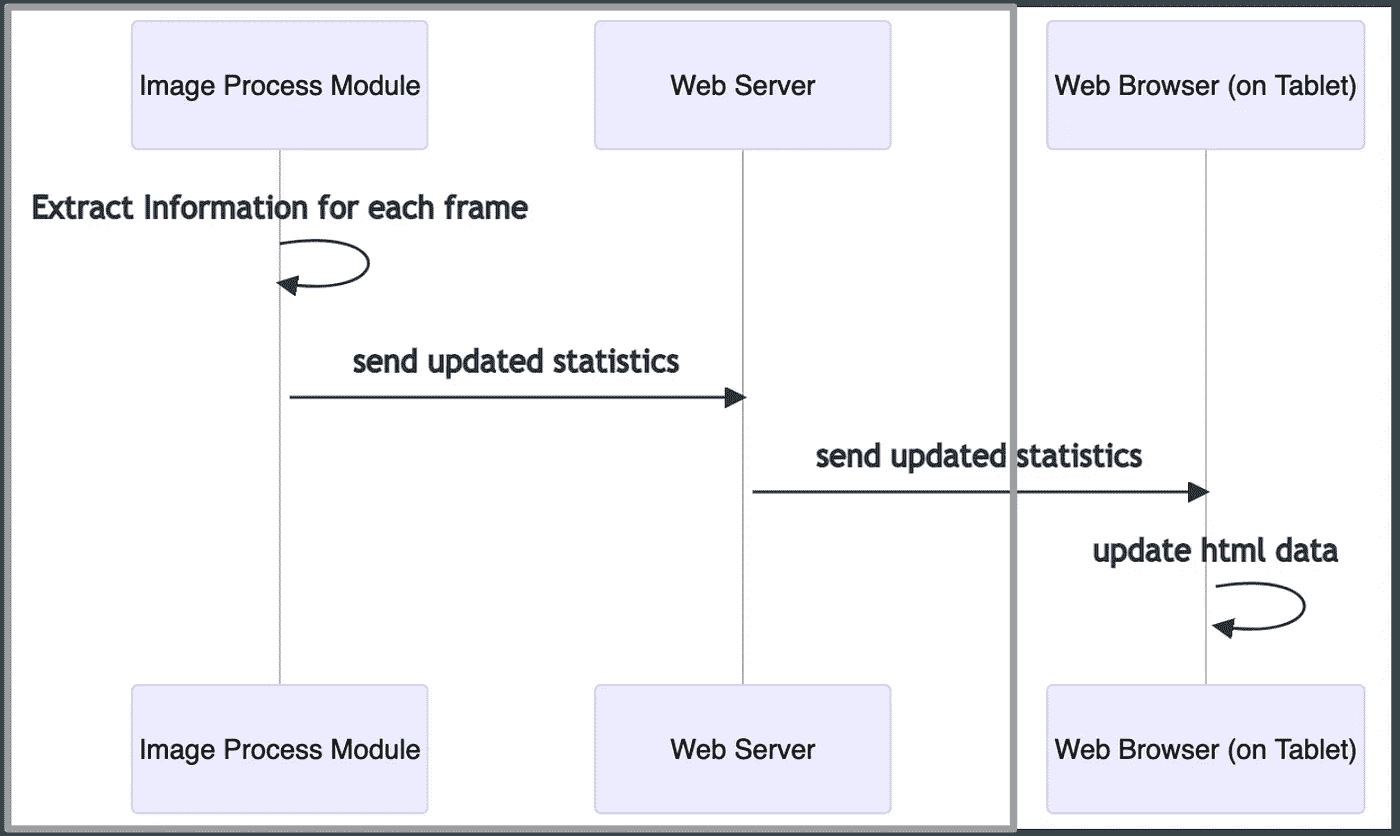 Image Process Module
Web Server
Web Browser (on Tablet)
Extract Information for each frame
send updated statistics
send updated statistics
update html data
Image Process Module
Web Server
Web Browser (on Tablet)